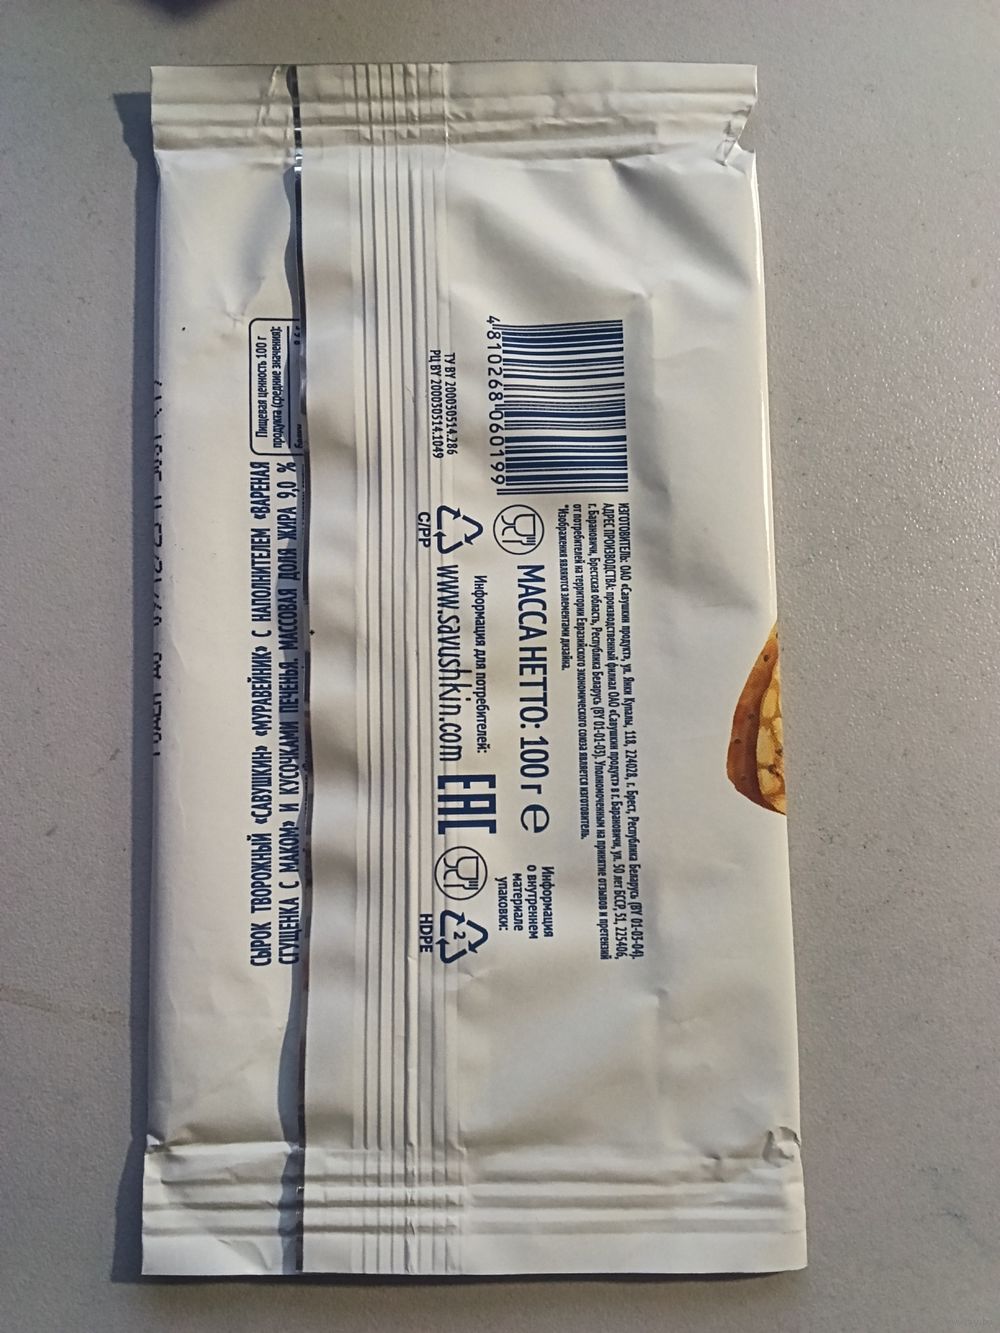 ИЗГОТОВИТЕЛЬ: ОАО «Савушкин продукт», ул. Янки Купалы, 118, 224028, г. Брест, Республика Беларусь (BY 01-03-04).
АДРЕС ПРОИЗВОДСТВА: производственный филиал ОАО «Савушкин продукт» в г. Барановичи, ул. 50 лет БССР, 51, 225406,
г. Барановичи, Брестская область, Республика Беларусь (BY 01-01-03). Уполномоченным на принятие отзывов и претензий
от потребителей на территории Евразийского экономического союза является изготовитель.
*Изображения являются элементами дизайна.
4 810268 060199
МАССА НЕТТО: 100 г ℮
Информация
о внутреннем
материале
упаковки:
ТУ BY 200030514.286
РЦ BY 200030514.1049
C/PP
Информация для потребителей:
www.savushkin.com
EAC
2
HDPE
СЫРОК ТВОРОЖНЫЙ «САВУШКИН» «МУРАВЕЙНИК» С НАПОЛНИТЕЛЕМ «ВАРЕНАЯ
СГУЩЕНКА С МАКОМ» И КУСОЧКАМИ ПЕЧЕНЬЯ, МАССОВАЯ ДОЛЯ ЖИРА 9,0 %
Пищевая ценность 100 г
продукта (средние значения):